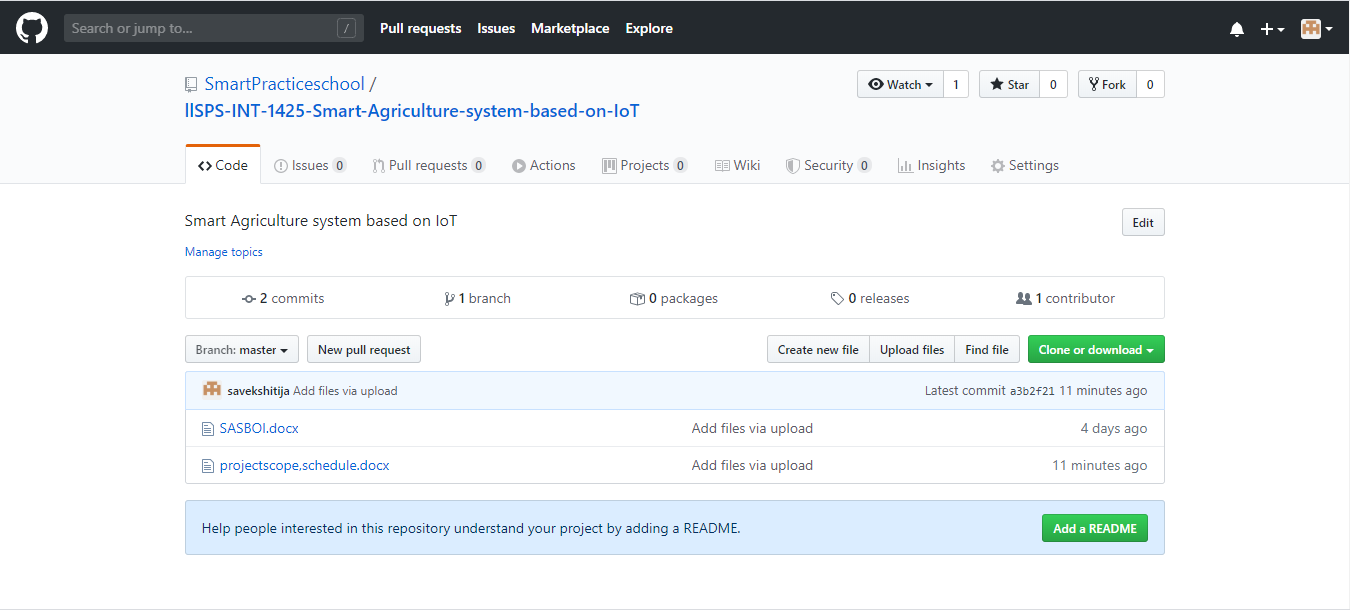 Search or jump to... / Pull requests Issues Marketplace Explore
SmartPracticeschool /
llSPS-INT-1425-Smart-Agriculture-system-based-on-IoT
Watch 1 Star 0 Fork 0
Code Issues 0 Pull requests 0 Actions Projects 0 Wiki Security 0 Insights Settings
Smart Agriculture system based on IoT Edit
Manage topics
2 commits 1 branch 0 packages 0 releases 1 contributor
Branch: master New pull request Create new file Upload files Find file Clone or download
savekshitija Add files via upload Latest commit a3b2f21 11 minutes ago
SASBOI.docx Add files via upload 4 days ago
projectscope,schedule.docx Add files via upload 11 minutes ago
Help people interested in this repository understand your project by adding a README. Add a README